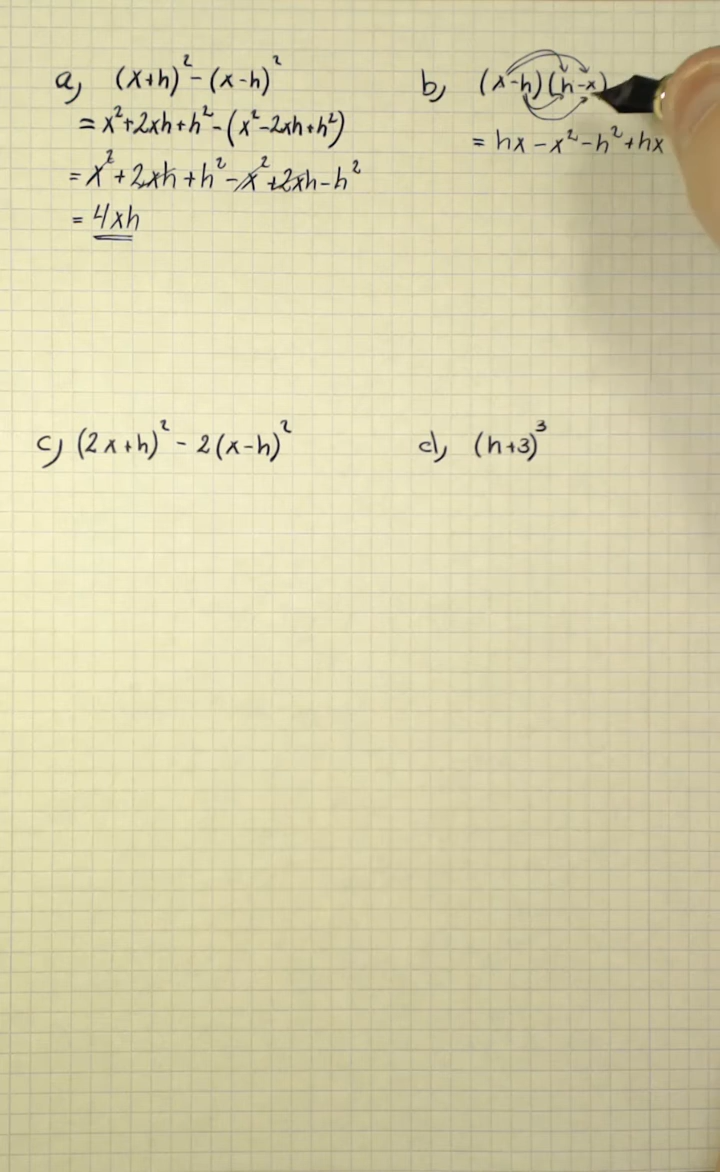 a) (x+h)² - (x-h)²
= x²+2xh+h² - (x²-2xh+h²)
= x² + 2xh + h² - x² + 2xh - h²
= 4xh
b) (x-h)(h-x)
= hx - x² - h² + hx
c) (2x+h)² - 2(x-h)²
d) (h+3)³